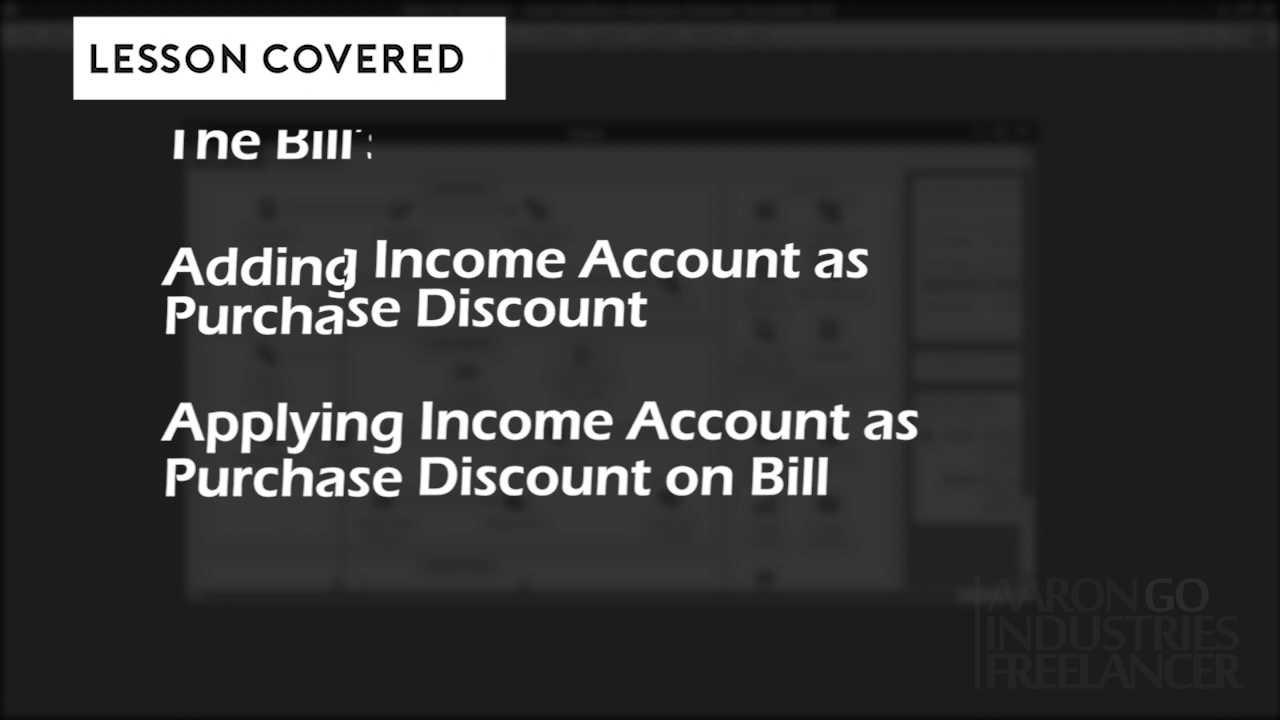 LESSON COVERED
The Bill
Adding Income Account as
Purchase Discount
Applying Income Account as
Purchase Discount on Bill
AARON GO
INDUSTRIES
FREELANCER